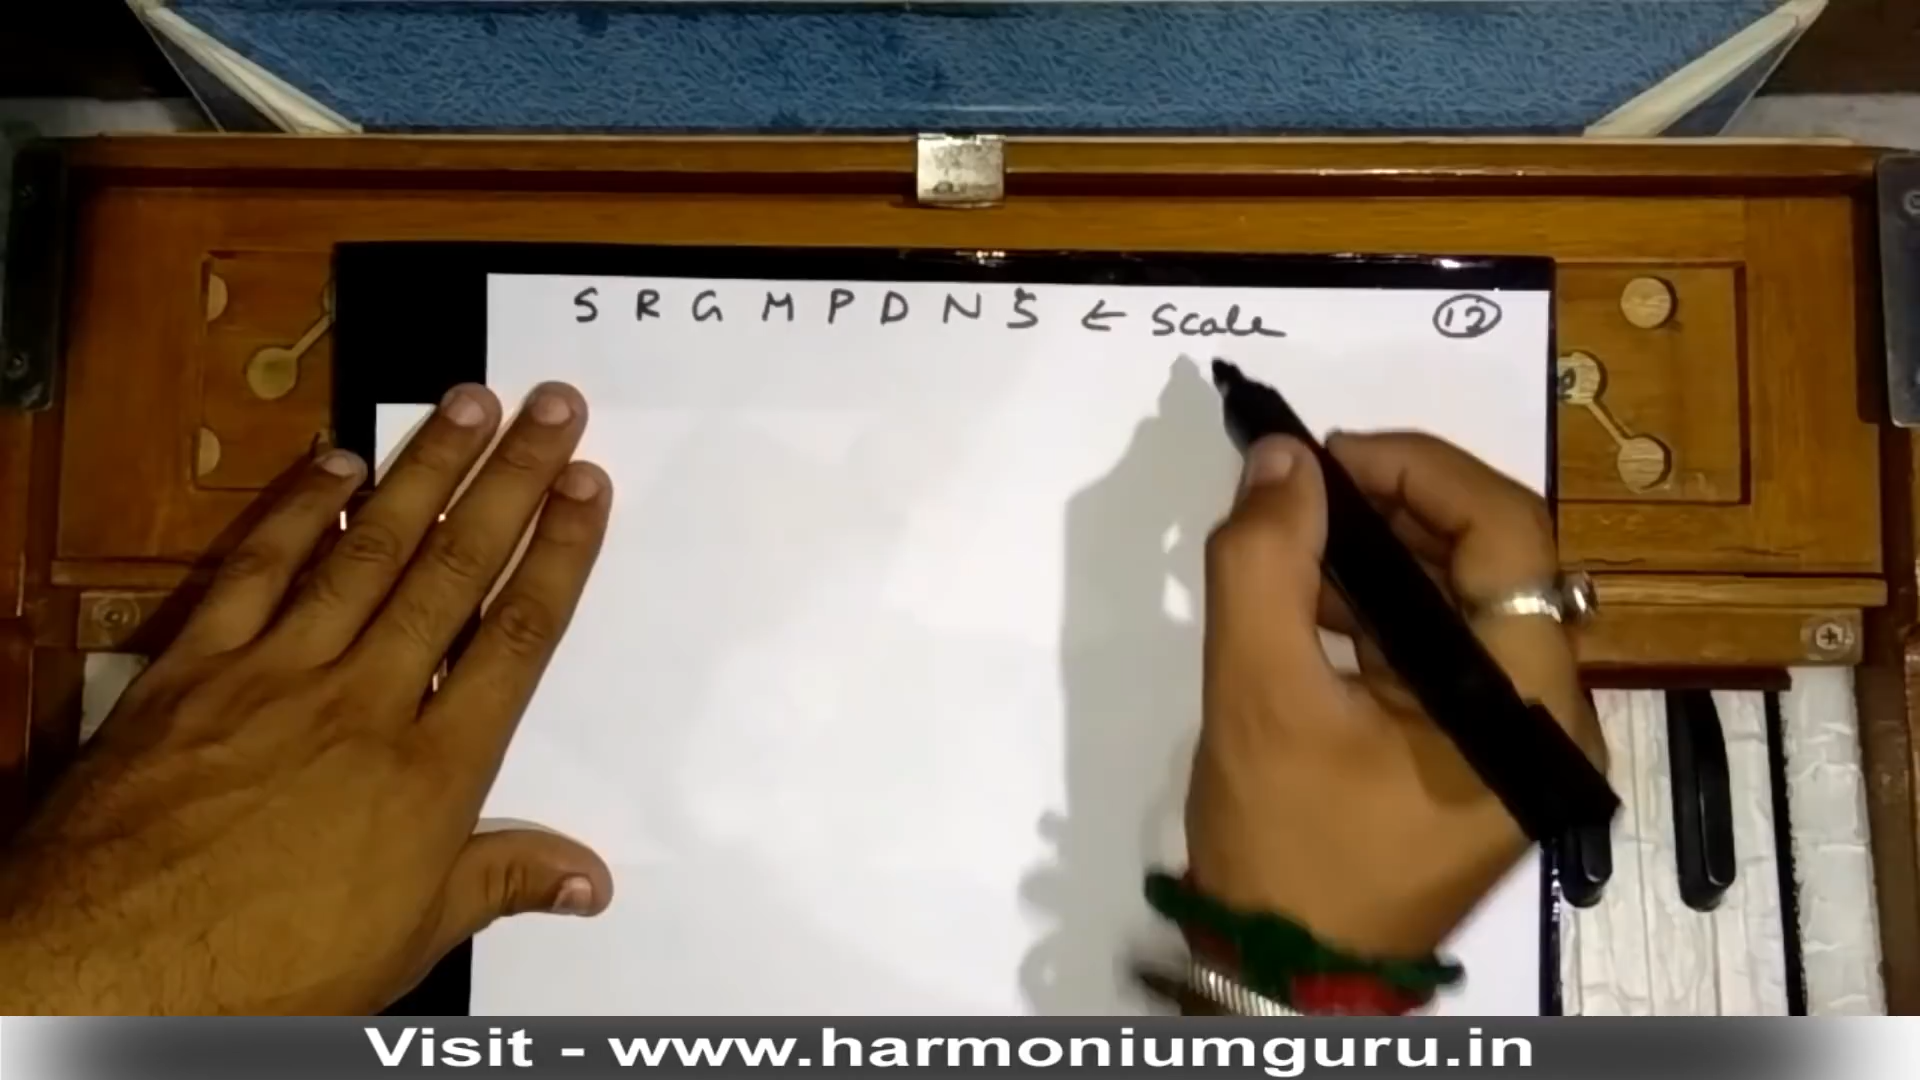 S R G M P D N Ṡ ← Scale 12
Visit - www.harmoniumguru.in